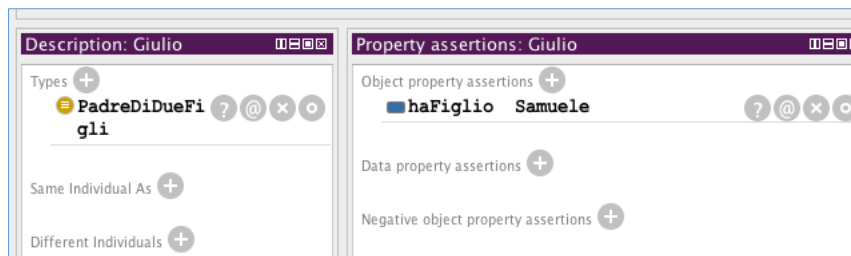 Description: Giulio
Types
PadreDiDueFi
gli
Same Individual As
Different Individuals
Property assertions: Giulio
Object property assertions
haFiglio Samuele
Data property assertions
Negative object property assertions